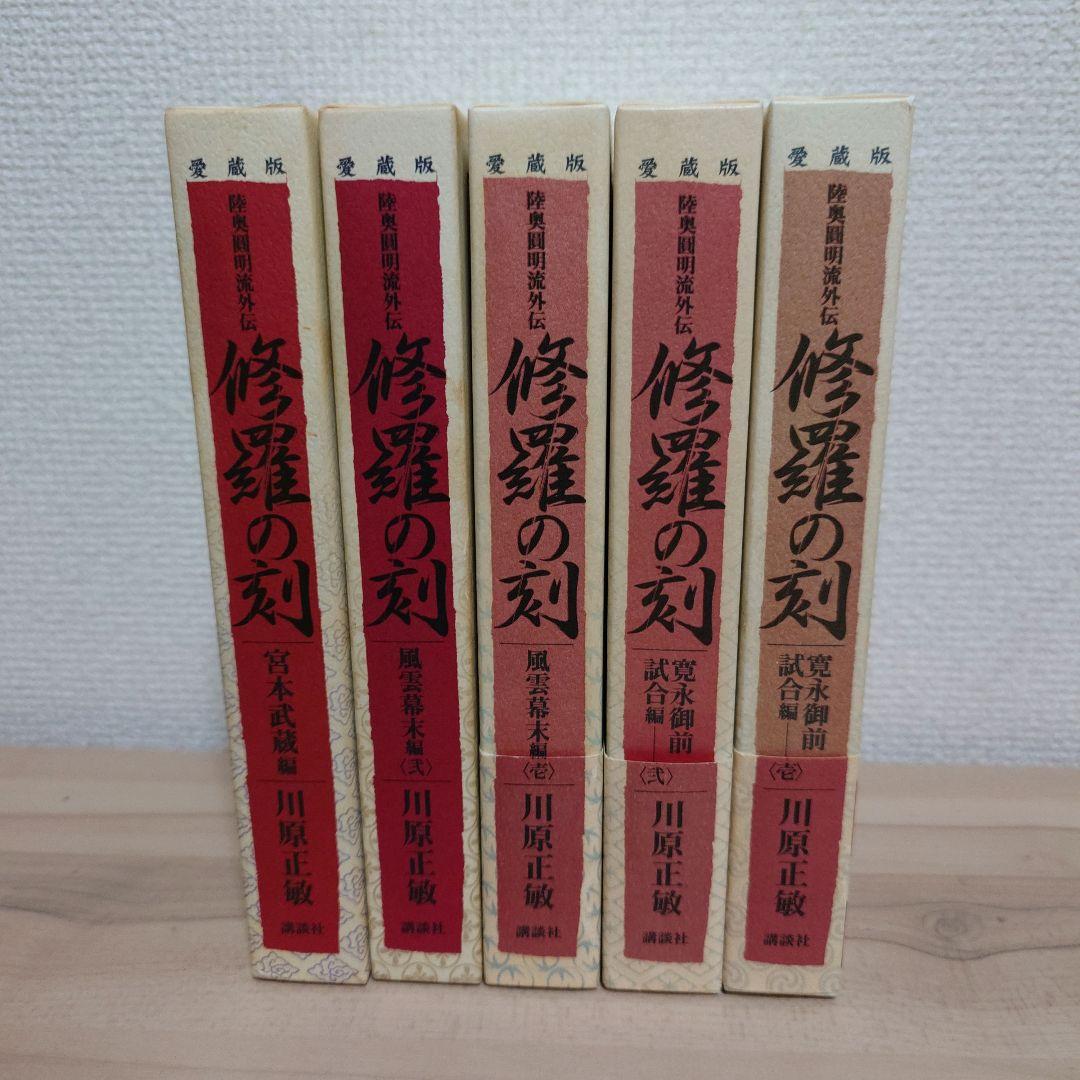 愛蔵版
陸奥圓明流外伝
修羅の刻
宮本武蔵編
川原正敏
講談社
愛蔵版
陸奥圓明流外伝
修羅の刻
風雲幕末編〈弐〉
川原正敏
講談社
愛蔵版
陸奥圓明流外伝
修羅の刻
風雲幕末編〈壱〉
川原正敏
講談社
愛蔵版
陸奥圓明流外伝
修羅の刻
寛永御前
試合編〈弐〉
川原正敏
講談社
愛蔵版
陸奥圓明流外伝
修羅の刻
寛永御前
試合編〈壱〉
川原正敏
講談社